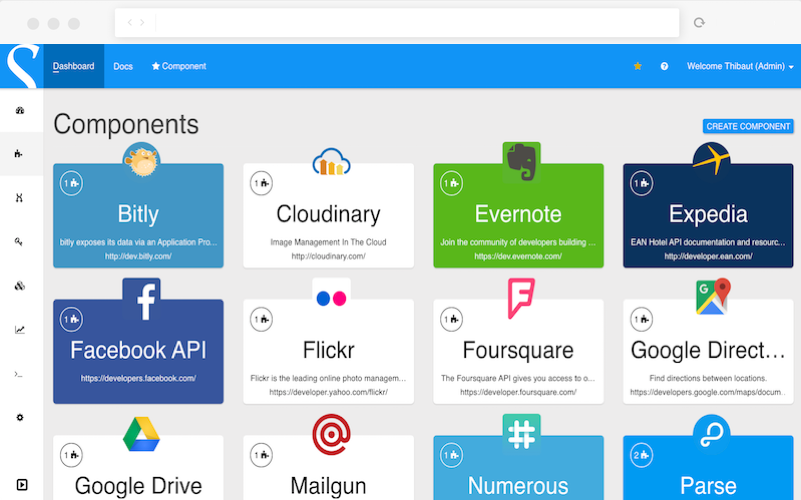 Dashboard
Docs
Component
Welcome Thibaut (Admin)
Components
CREATE COMPONENT
1
Bitly
bitly exposes its data via an Application Pro...
http://dev.bitly.com/
1
Cloudinary
Image Management In The Cloud
http://cloudinary.com/
1
Evernote
Join the community of developers building ...
https://dev.evernote.com/
1
Expedia
EAN Hotel API documentation and resourc...
http://developer.ean.com/
1
Facebook API
https://developers.facebook.com/
1
Flickr
Flickr is the leading online photo managem...
https://developer.yahoo.com/flickr/
1
Foursquare
The Foursquare API gives you access to o...
https://developer.foursquare.com/
1
Google Direct...
Find directions between locations.
https://developers.google.com/maps/docum
1
Google Drive
1
Mailgun
1
Numerous
2
Parse